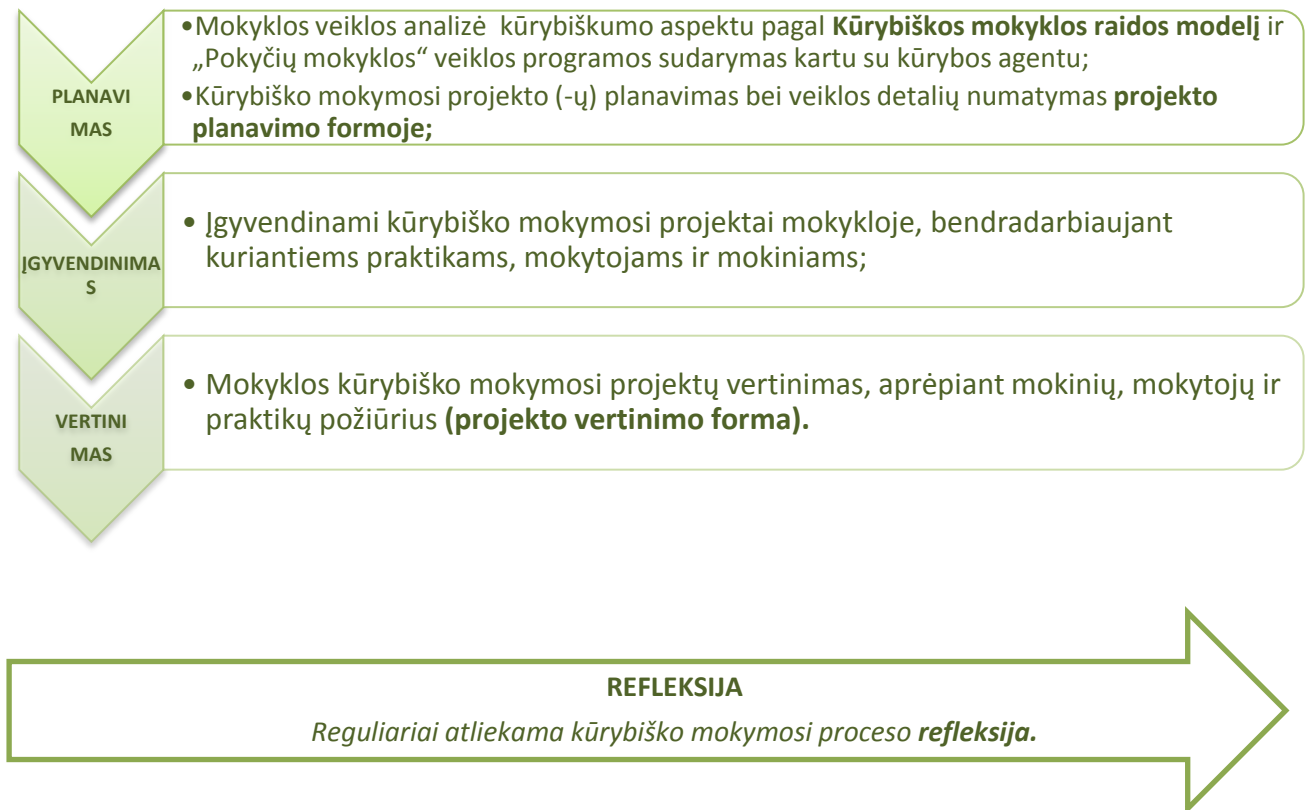 PLANAVI
MAS
•Mokyklos veiklos analizė  kūrybiškumo aspektu pagal Kūrybiškos mokyklos raidos modelį ir
„Pokyčių mokyklos“ veiklos programos sudarymas kartu su kūrybos agentu;
•Kūrybiško mokymosi projekto (-ų) planavimas bei veiklos detalių numatymas projekto
planavimo formoje;
ĮGYVENDINIMA
S
• Įgyvendinami kūrybiško mokymosi projektai mokykloje, bendradarbiaujant
kuriantiems praktikams, mokytojams ir mokiniams;
VERTINI
MAS
• Mokyklos kūrybiško mokymosi projektų vertinimas, aprėpiant mokinių, mokytojų ir
praktikų požiūrius (projekto vertinimo forma).
REFLEKSIJA
Reguliariai atliekama kūrybiško mokymosi proceso refleksija.